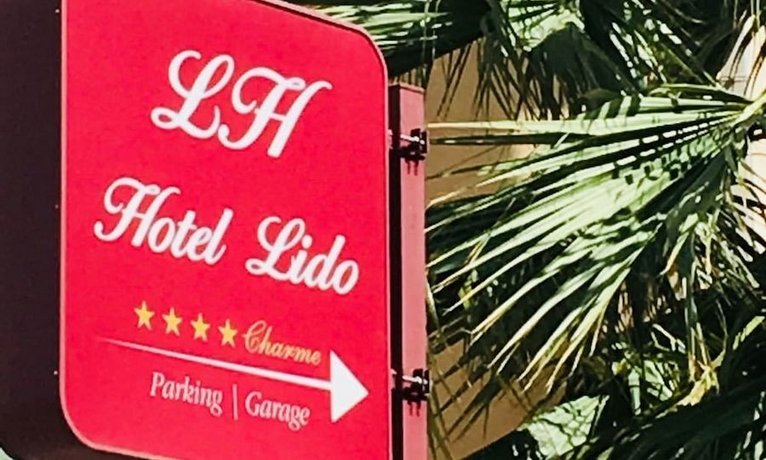 LH
Hotel Lido
★★★★ Charme
Parking | Garage